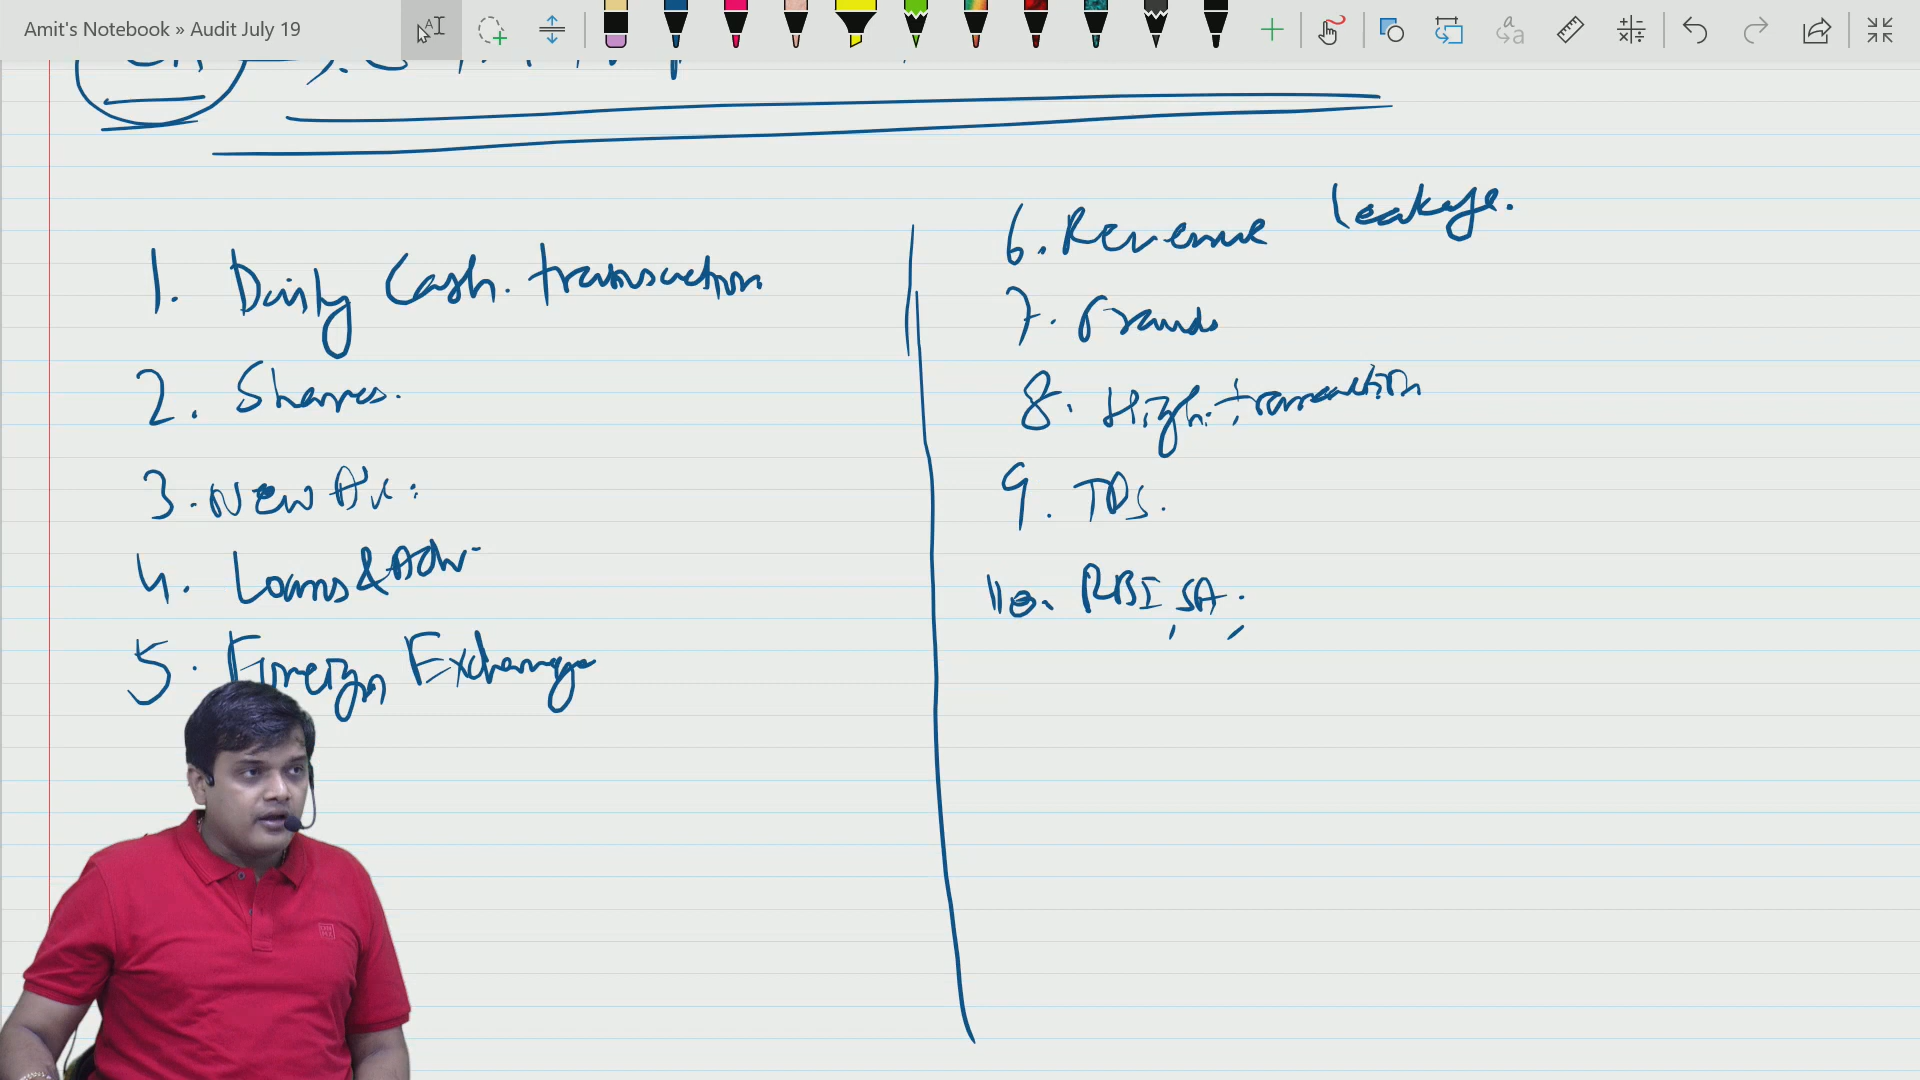 Amit's Notebook » Audit July 19
1. Daily Cash. transaction
2. Shares.
3. New A/c.
4. Loans & Adv
5. Foreign Exchange
6. Revenue leakage.
7. Frauds
8. High. transaction
9. TDS.
10. RBI, SA.